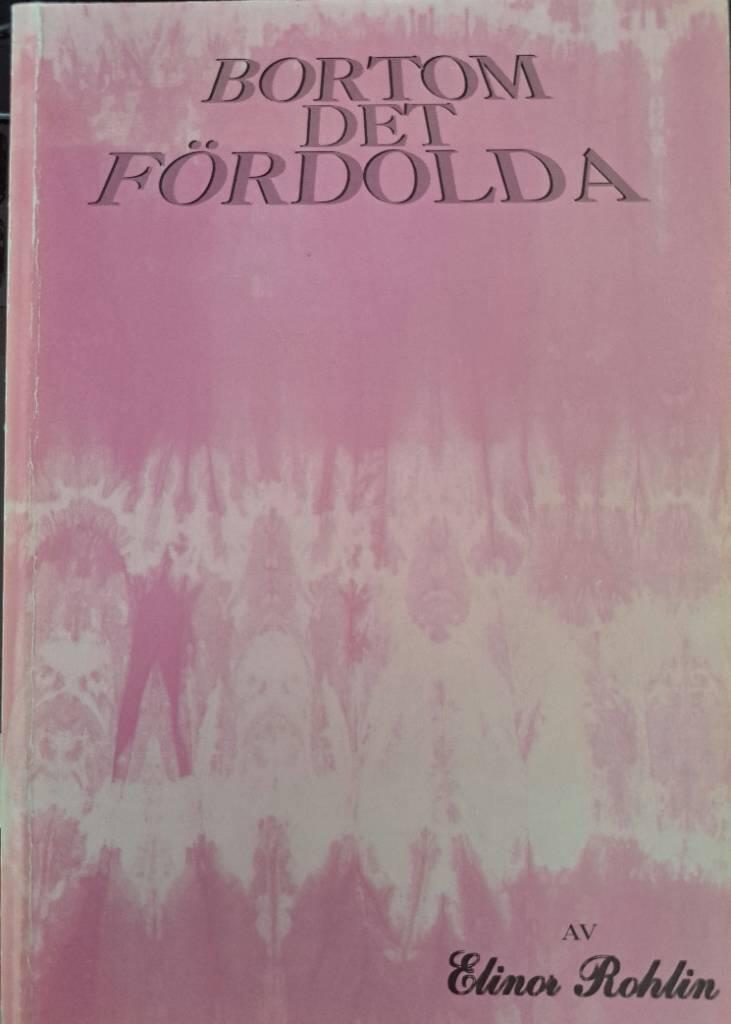 BORTOM
DET
FÖRDOLDA
AV
Elinor Rohlin